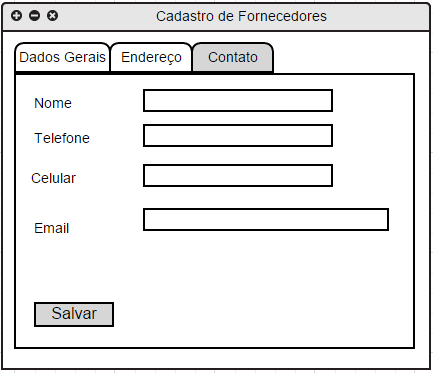 Cadastro de Fornecedores
Dados Gerais Endereço Contato
Nome
Telefone
Celular
Email
Salvar